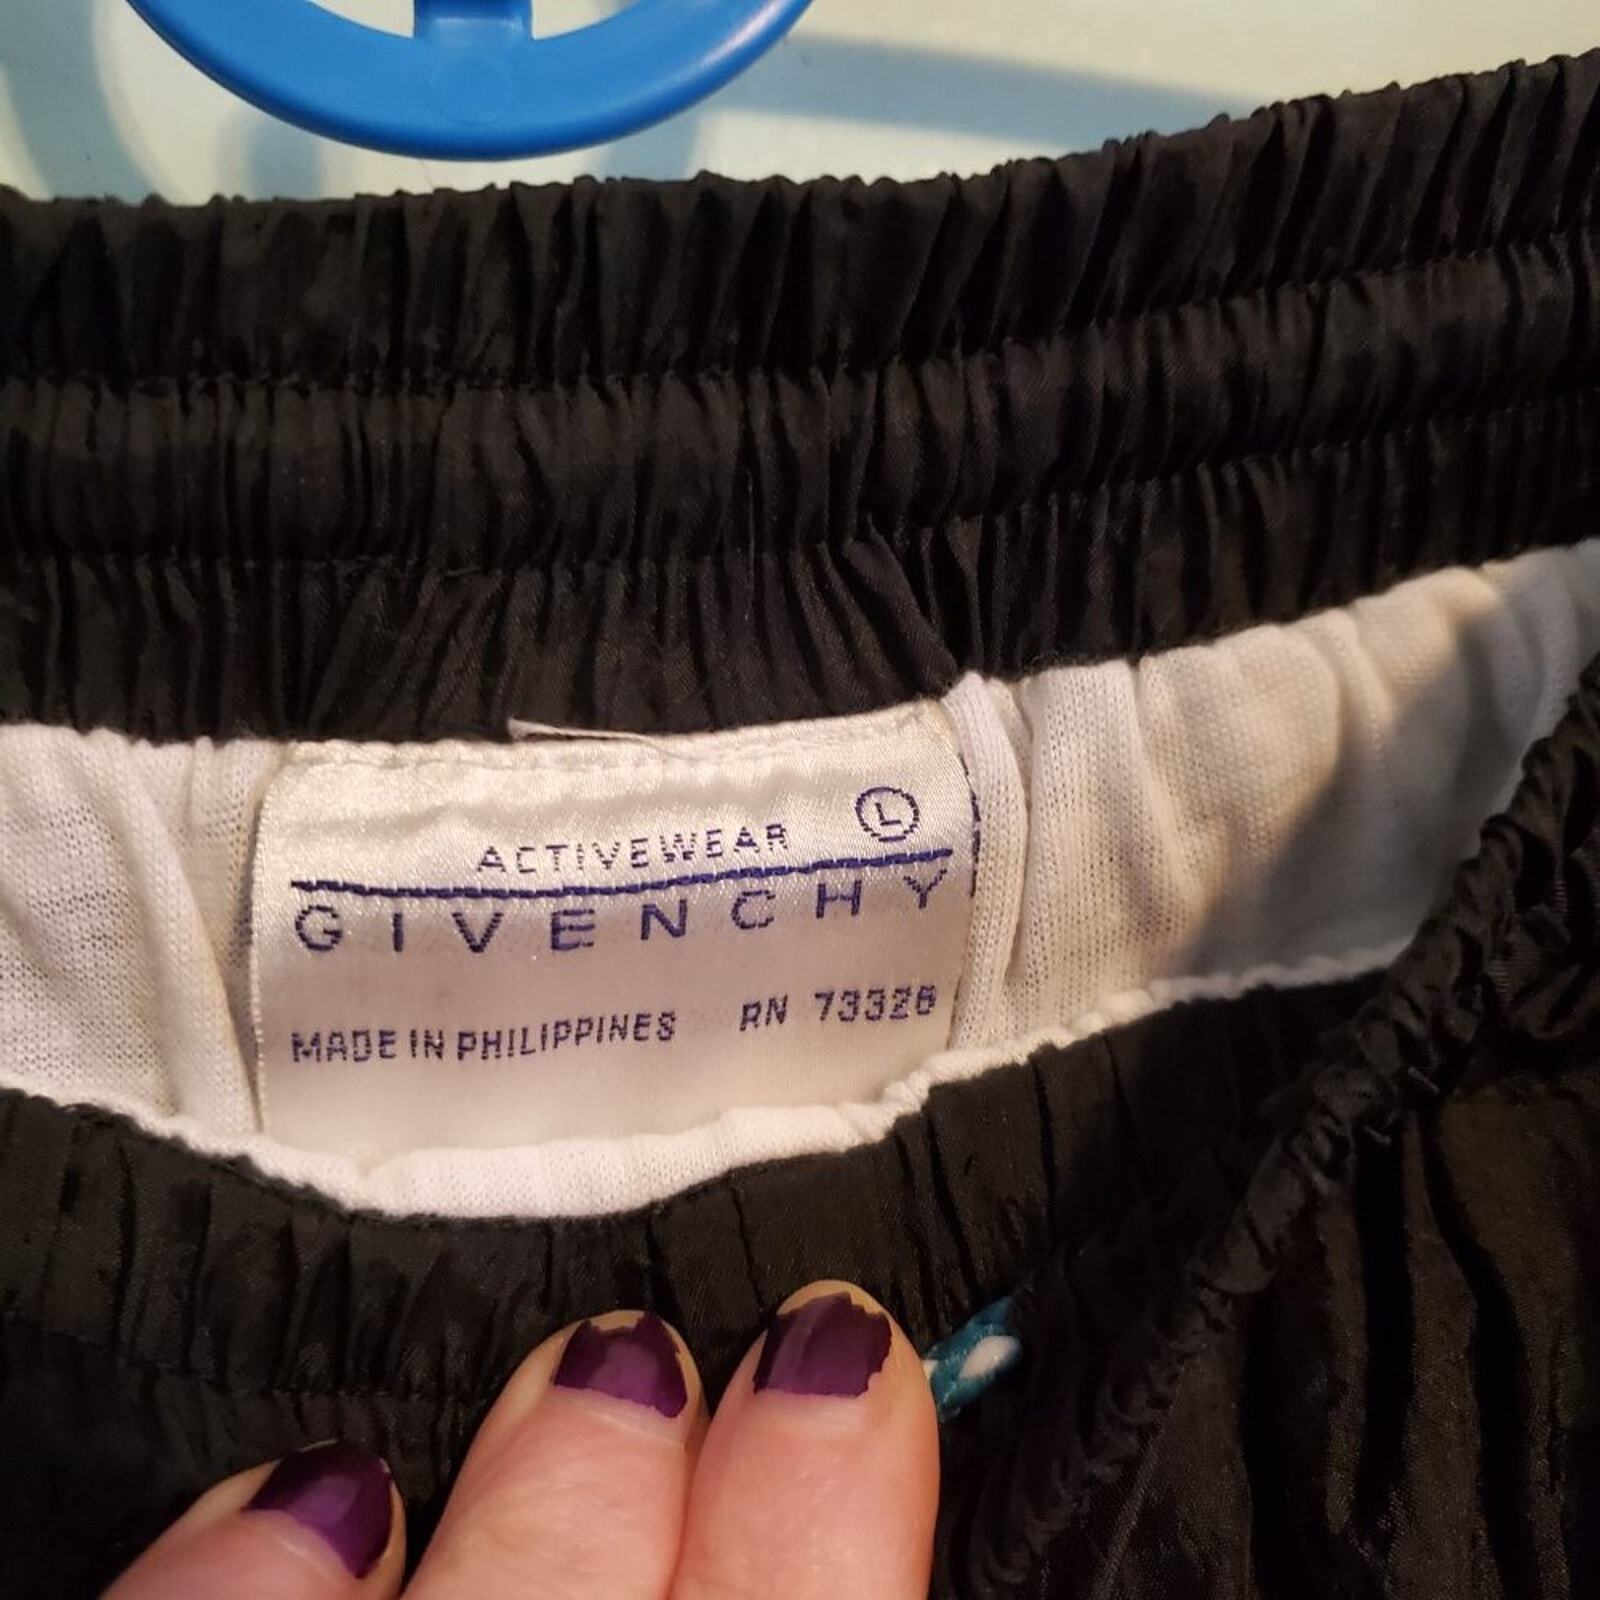 ACTIVEWEAR L
GIVENCHY
MADE IN PHILIPPINES RN 73326